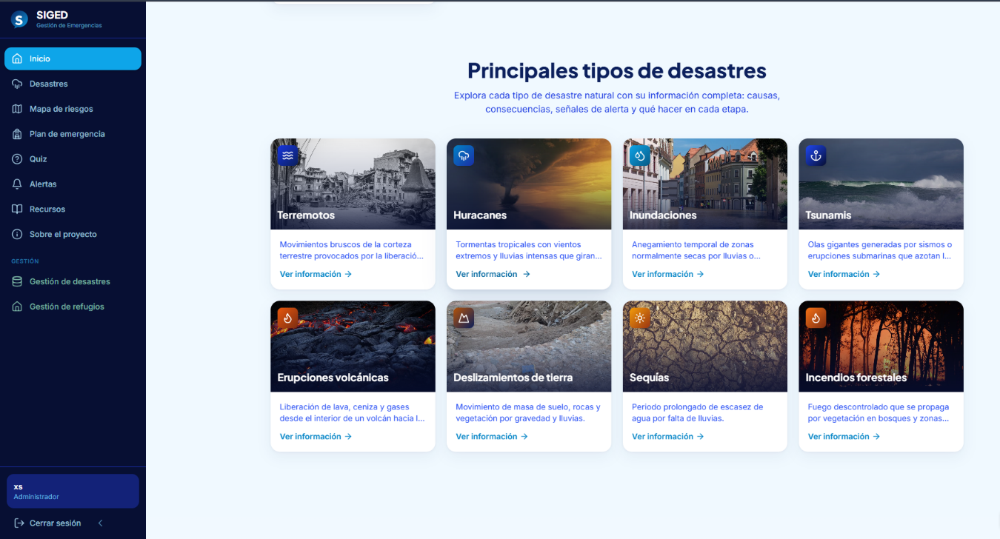 SIGED
Gestión de Emergencias
Inicio
Desastres
Mapa de riesgos
Plan de emergencia
Quiz
Alertas
Recursos
Sobre el proyecto
GESTIÓN
Gestión de desastres
Gestión de refugios
xs
Administrador
Cerrar sesión
Principales tipos de desastres
Explora cada tipo de desastre natural con su información completa: causas,
consecuencias, señales de alerta y qué hacer en cada etapa.
Terremotos
Movimientos bruscos de la corteza
terrestre provocados por la liberació...
Ver información →
Huracanes
Tormentas tropicales con vientos
extremos y lluvias intensas que giran...
Ver información →
Inundaciones
Anegamiento temporal de zonas
normalmente secas por lluvias o...
Ver información →
Tsunamis
Olas gigantes generadas por sismos o
erupciones submarinas que azotan l...
Ver información →
Erupciones volcánicas
Liberación de lava, ceniza y gases
desde el interior de un volcán hacia l...
Ver información →
Deslizamientos de tierra
Movimiento de masa de suelo, rocas y
vegetación por gravedad y lluvias.
Ver información →
Sequías
Periodo prolongado de escasez de
agua por falta de lluvias.
Ver información →
Incendios forestales
Fuego descontrolado que se propaga
por vegetación en bosques y zonas...
Ver información →